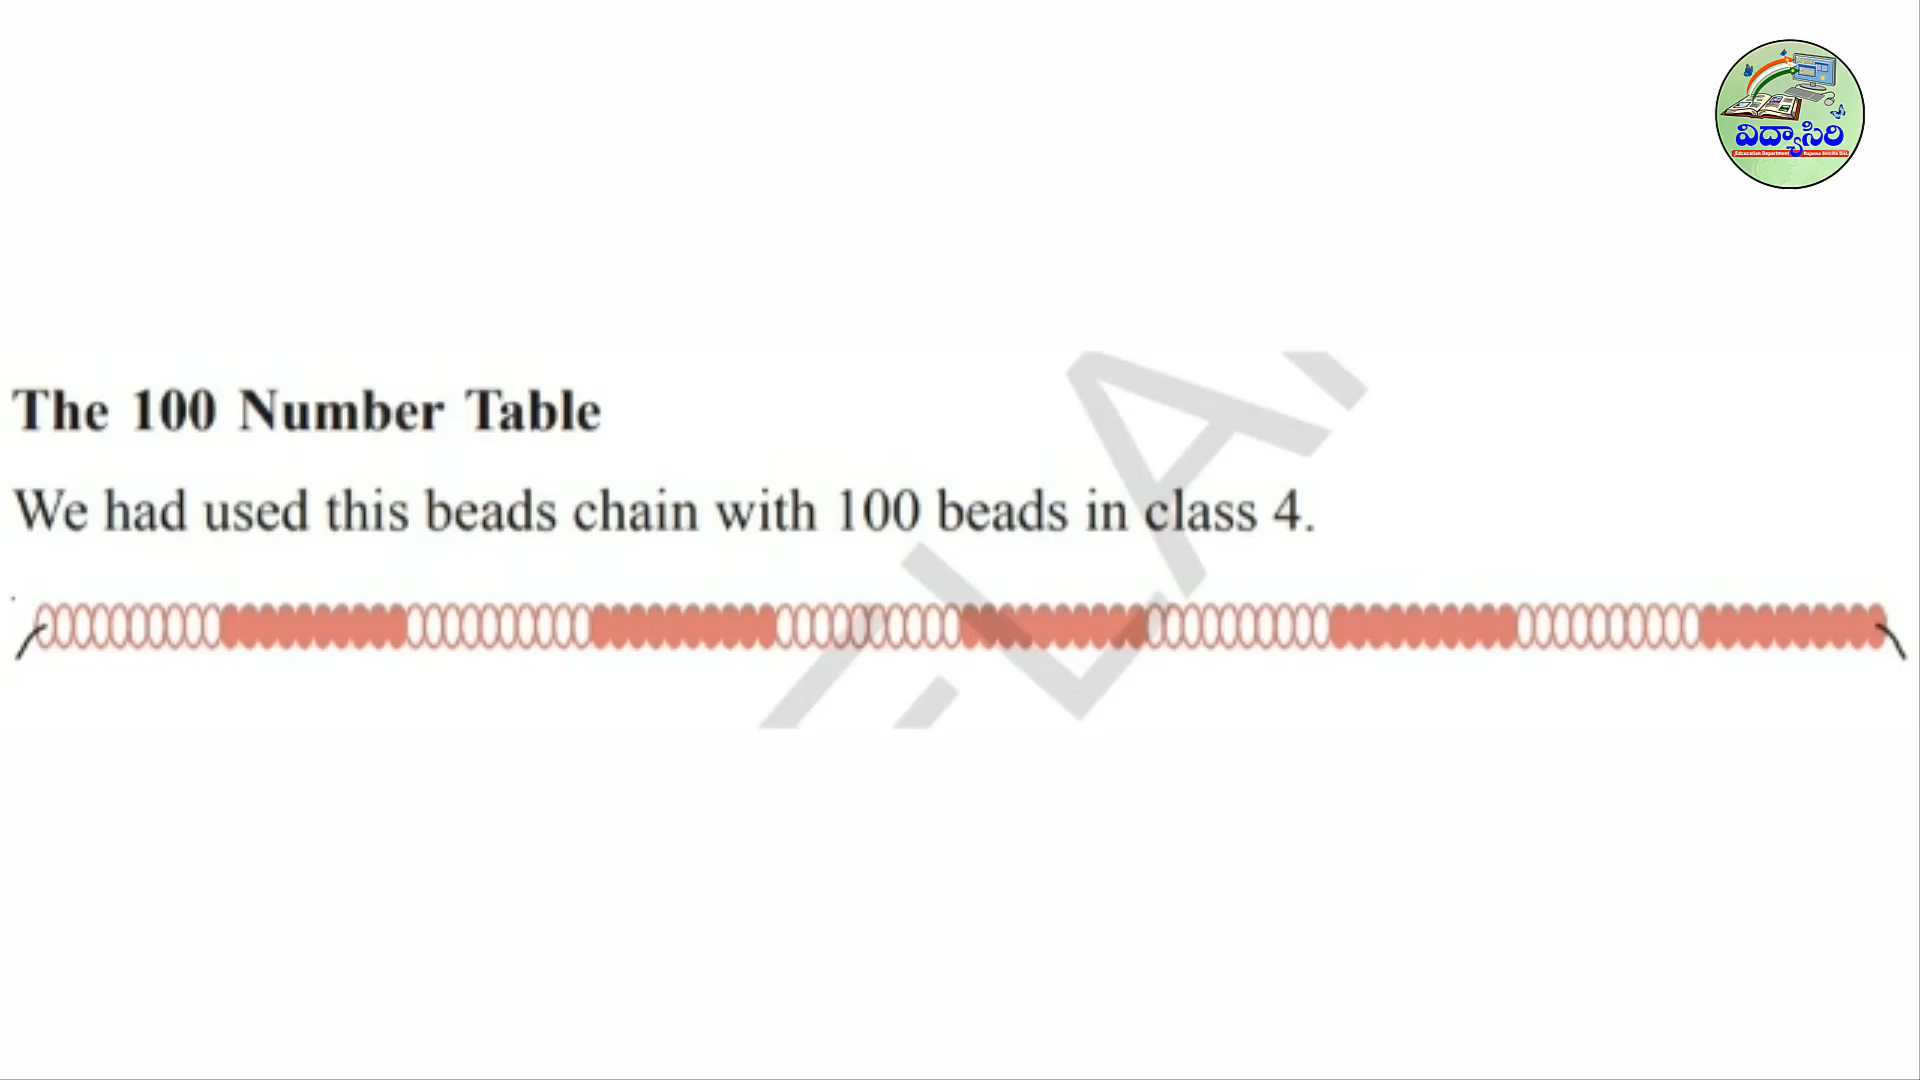 విద్యాసిరి
The 100 Number Table
We had used this beads chain with 100 beads in class 4.